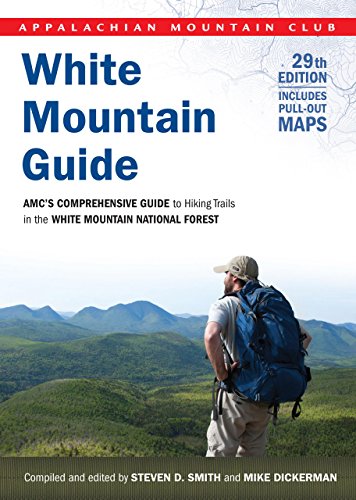 APPALACHIAN MOUNTAIN CLUB
White
Mountain
Guide
29th
EDITION
INCLUDES
PULL-OUT
MAPS
AMC'S COMPREHENSIVE GUIDE to Hiking Trails
in the WHITE MOUNTAIN NATIONAL FOREST
Compiled and edited by STEVEN D. SMITH and MIKE DICKERMAN